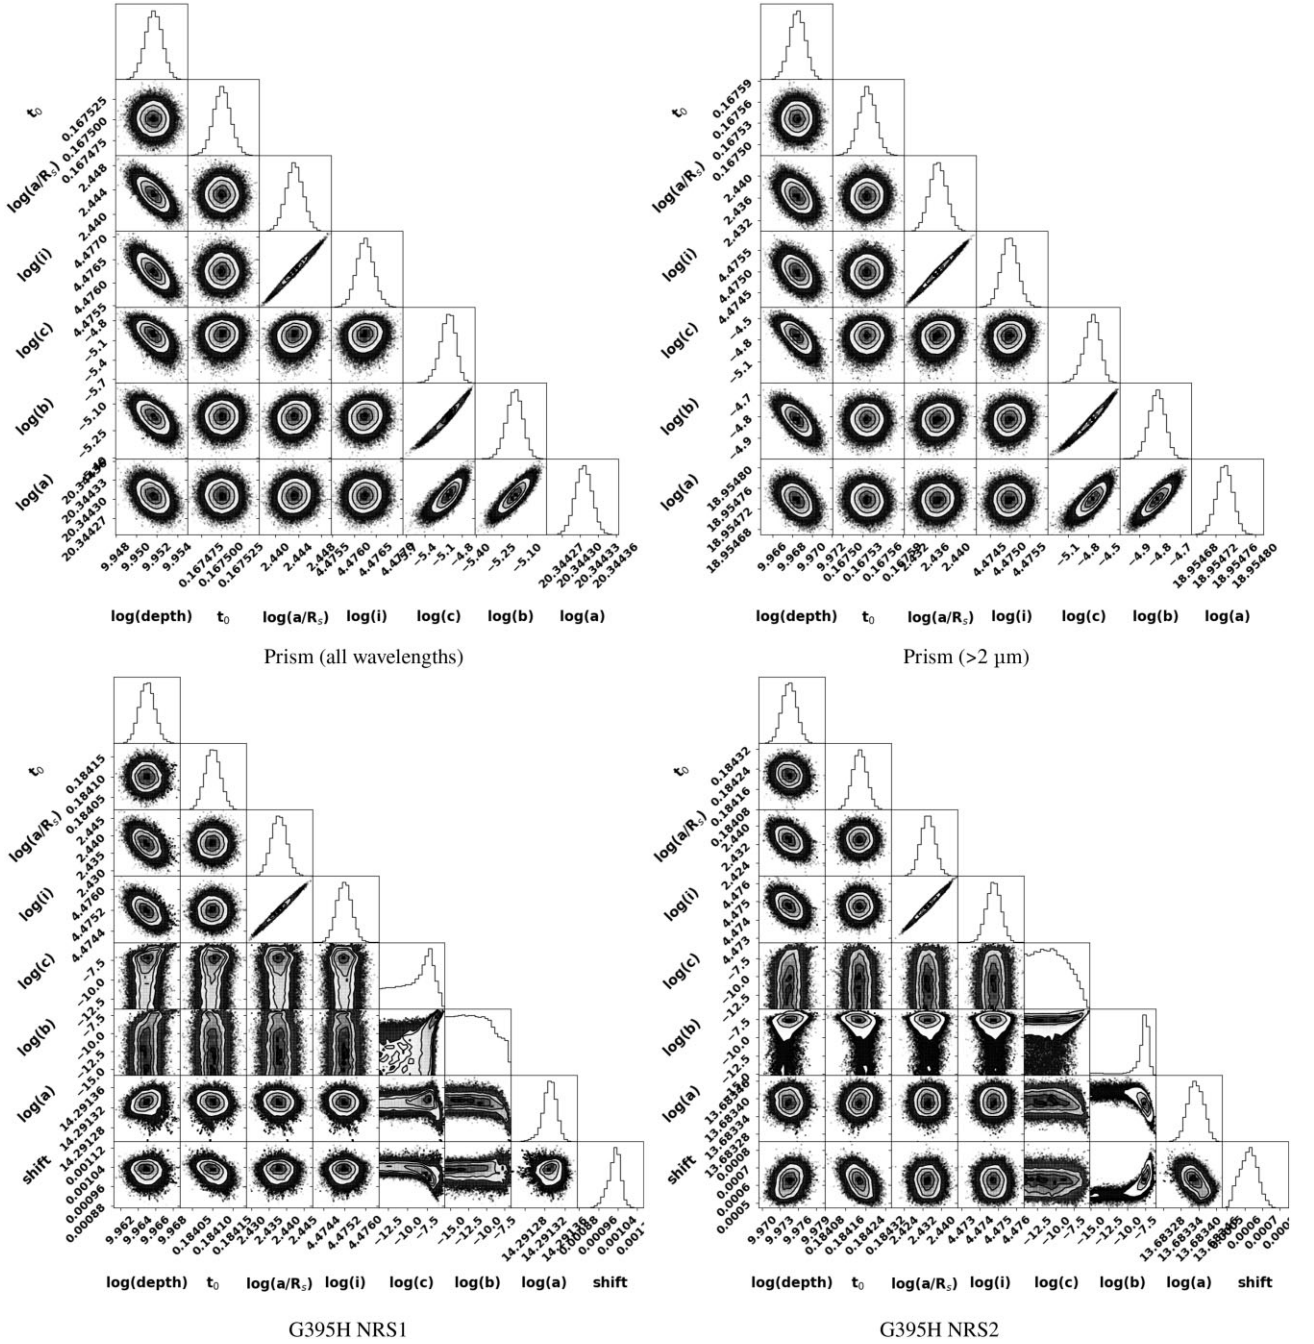 t₀
0.167525
0.167500
0.167475
log(a/Rₛ)
2.448
2.444
2.440
log(i)
4.4770
4.4765
4.4760
4.4755
log(c)
−4.8
−5.1
−5.4
−5.7
log(b)
−5.10
−5.25
log(a)
20.34433
20.34430
20.34427
9.948 9.950 9.952 9.954 0.167475 0.167500 0.167525 2.440 2.444 2.448 4.4755 4.4760 4.4765 −5.4 −5.1 −4.8 −5.40 −5.25 −5.10 20.34427 20.34430 20.34433 20.34436
log(depth) t₀ log(a/Rₛ) log(i) log(c) log(b) log(a)
Prism (all wavelengths)
t₀
0.16759
0.16756
0.16753
0.16750
log(a/Rₛ)
2.440
2.436
2.432
log(i)
4.4755
4.4750
4.4745
log(c)
−4.5
−4.8
−5.1
log(b)
−4.7
−4.8
−4.9
log(a)
18.95480
18.95476
18.95472
18.95468
9.966 9.968 9.970 9.972 0.16750 0.16753 0.16756 2.436 2.440 4.4745 4.4750 4.4755 −5.1 −4.8 −4.5 −4.9 −4.8 −4.7 18.95468 18.95472 18.95476 18.95480
log(depth) t₀ log(a/Rₛ) log(i) log(c) log(b) log(a)
Prism (>2 µm)
t₀
0.18415
0.18410
0.18405
log(a/Rₛ)
2.445
2.440
2.435
2.430
log(i)
4.4760
4.4752
4.4744
log(c)
−7.5
−10.0
−12.5
log(b)
−7.5
−10.0
−12.5
−15.0
log(a)
14.29136
14.29132
14.29128
shift
0.00112
0.00104
0.00096
0.00088
9.962 9.964 9.966 9.968 0.18405 0.18410 0.18415 2.430 2.435 2.440 2.445 4.4744 4.4752 4.4760 −12.5 −10.0 −7.5 −15.0 −12.5 −10.0 −7.5 14.29128 14.29132 0.00096 0.00104
log(depth) t₀ log(a/Rₛ) log(i) log(c) log(b) log(a) shift
G395H NRS1
t₀
0.18432
0.18424
0.18416
0.18408
log(a/Rₛ)
2.440
2.432
2.424
log(i)
4.476
4.475
4.474
4.473
log(c)
−7.5
−10.0
−12.5
log(b)
−7.5
−10.0
−12.5
log(a)
13.68340
13.68334
13.68328
shift
0.0008
0.0007
0.0006
0.0005
9.970 9.973 9.976 9.979 0.18408 0.18416 0.18424 2.424 2.432 2.440 4.473 4.474 4.475 4.476 −12.5 −10.0 −7.5 −15.0 −12.5 −10.0 −7.5 13.68328 13.68334 13.68340 0.0006 0.0007
log(depth) t₀ log(a/Rₛ) log(i) log(c) log(b) log(a) shift
G395H NRS2